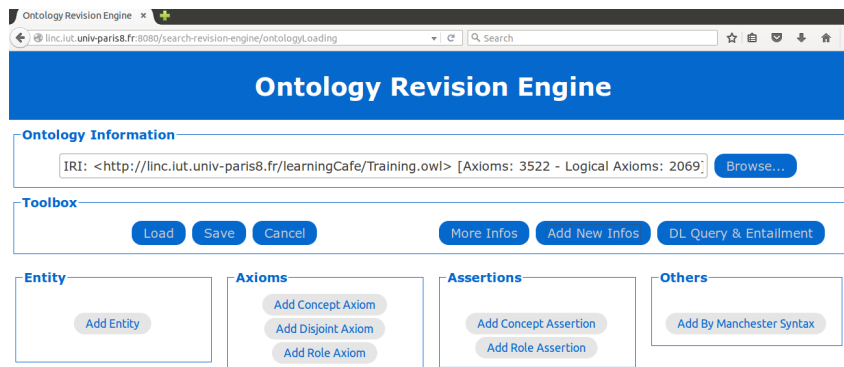 Ontology Revision Engine
linc.iut.univ-paris8.fr:8080/search-revision-engine/ontologyLoading
Search
Ontology Revision Engine
Ontology Information
IRI: <http://linc.iut.univ-paris8.fr/learningCafe/Training.owl> [Axioms: 3522 - Logical Axioms: 2069]
Browse...
Toolbox
Load Save Cancel More Infos Add New Infos DL Query & Entailment
Entity Axioms Assertions Others
Add Concept Axiom
Add Entity Add Disjoint Axiom Add Concept Assertion Add By Manchester Syntax
Add Role Axiom Add Role Assertion